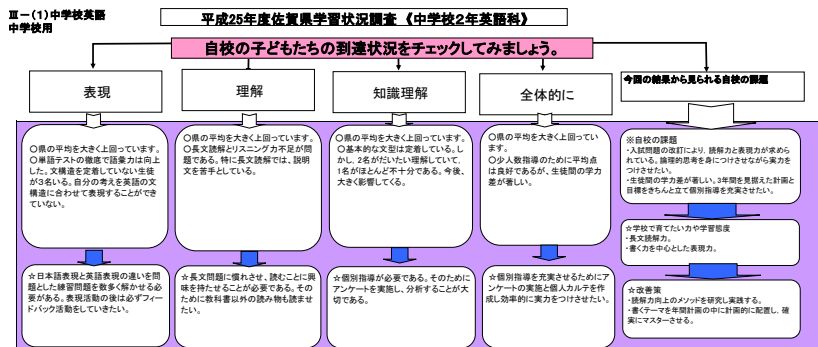 Ⅲ－(1)中学校英語
中学校用
平成25年度佐賀県学習状況調査 《中学校２年英語科》
自校の子どもたちの到達状況をチェックしてみましょう。
表現
理解
知識理解
全体的に
今回の結果から見られる自校の課題
○県の平均を大きく上回っています。
○単語テストの徹底で語彙力は向上
した。文構造を定着していない生徒
が３名いる。自分の考えを英語の文
構造に合わせて表現することができ
ていない。
○県の平均を大きく上回っています。
○長文読解とリスニング力不足が問
題である。特に長文読解では、説明
文を苦手としている。
○県の平均を大きく上回っています。
○基本的な文型は定着している。し
かし、２名がだいたい理解していて、
１名がほとんど不十分である。今後、
大きく影響してくる。
○県の平均を大きく上回ってい
ます。
○少人数指導のために平均点
は良好であるが、生徒間の学力
差が著しい。
※自校の課題
・入試問題の改訂により、読解力と表現力が求めら
れている。論理的思考を身につけさせながら実力を
つけさせたい。
・生徒間の学力差が著しい。３年間を見据えた計画と
目標をきちんと立て個別指導を充実させたい。
☆学校で育てたい力や学習態度
・長文読解力。
・書く力を中心とした表現力。
☆日本語表現と英語表現の違いを問
題とした練習問題を数多く解かせる必
要がある。表現活動の後は必ずフィー
ドバック活動をしていきたい。
☆長文問題に慣れさせ、読むことに興
味を持たせることが必要である。その
ために教科書以外の読み物も読ませ
たい。
☆個別指導が必要である。そのために
アンケートを実施し、分析することが大
切である。
☆個別指導を充実させるためにア
ンケートの実施と個人カルテを作
成し効率的に実力をつけさせたい。
☆改善策
・読解力向上のメソッドを研究し実践する。
・書くテーマを年間計画の中に計画的に配置し、確
実にマスターさせる。